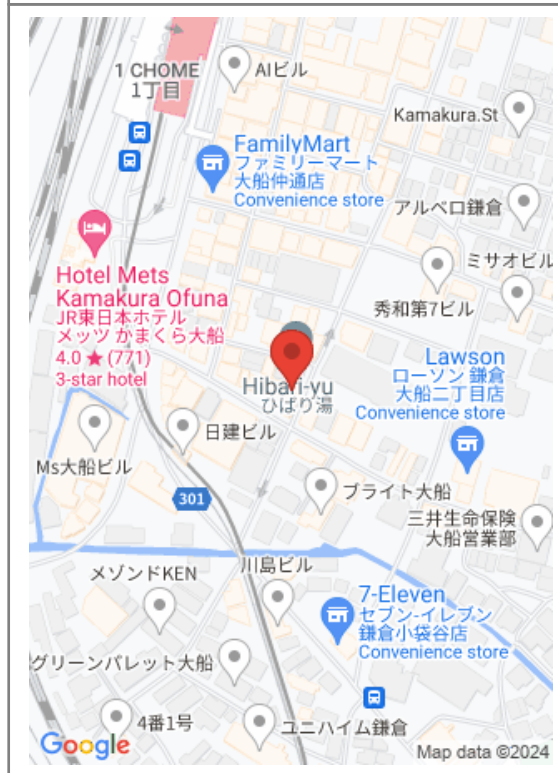 1 CHOME
1丁目
AIビル
Kamakura.St
FamilyMart
ファミリーマート
大船仲通店
Convenience store
アルベロ鎌倉
ミサオビル
Hotel Mets
Kamakura Ofuna
JR東日本ホテル
メッツ かまくら大船
4.0 ★ (771)
3-star hotel
秀和第7ビル
Hibari-yu
ひばり湯
Lawson
ローソン 鎌倉
大船二丁目店
Convenience store
日建ビル
Ms大船ビル
301
ブライト大船
三井生命保険
大船営業部
川島ビル
メゾンドKEN
7-Eleven
セブン-イレブン
鎌倉小袋谷店
Convenience store
グリーンパレット大船
4番1号
ユニハイム鎌倉
Google
Map data ©2024